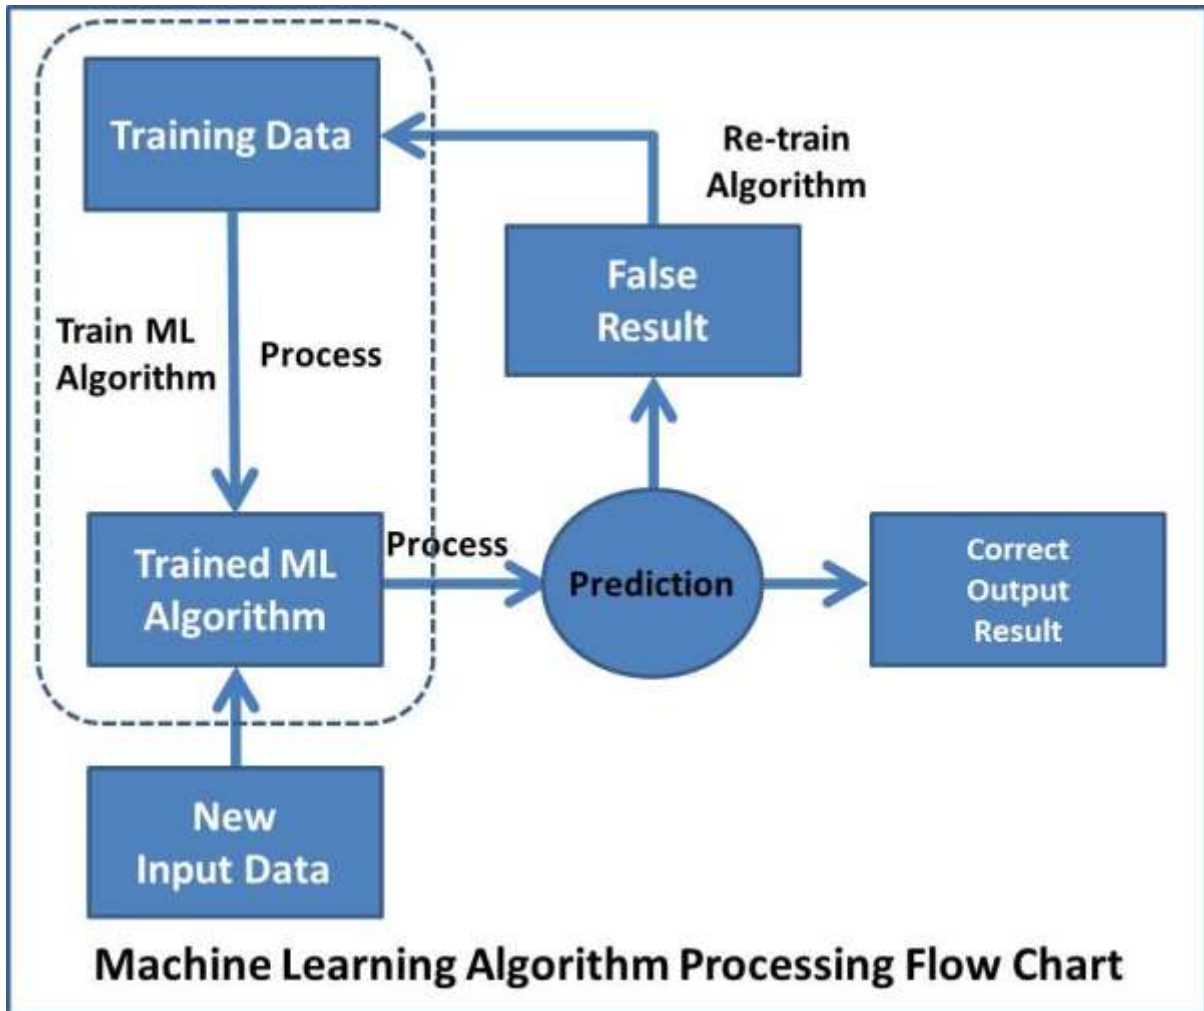 Training Data
Re-train
Algorithm
False
Result
Train ML
Algorithm
Process
Trained ML
Algorithm
Process
Prediction
Correct
Output
Result
New
Input Data
Machine Learning Algorithm Processing Flow Chart